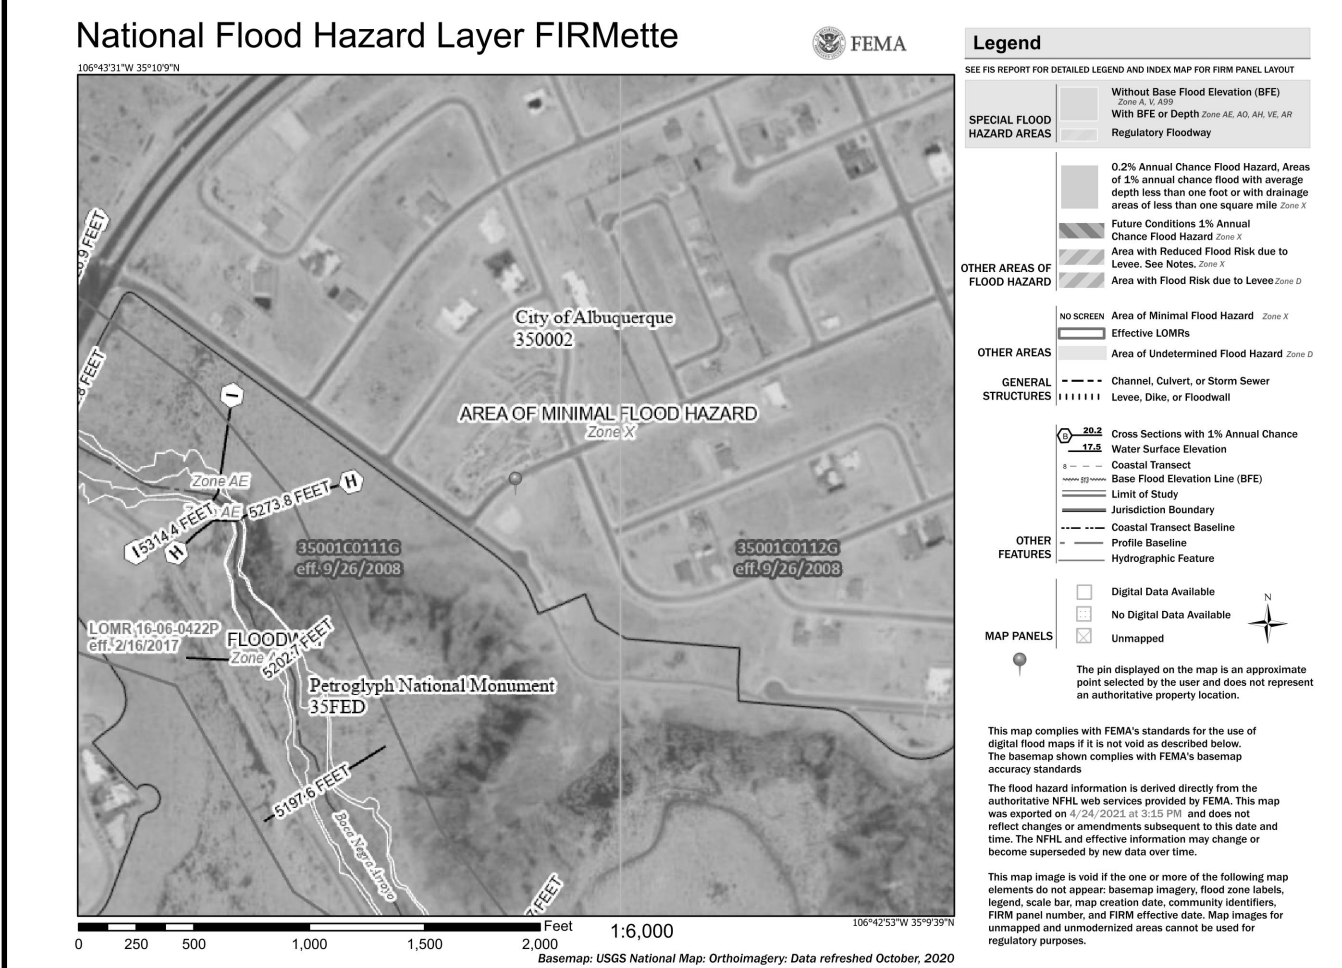 National Flood Hazard Layer FIRMette
FEMA
106°43'31"W 35°10'9"N
City of Albuquerque
350002
AREA OF MINIMAL FLOOD HAZARD
Zone X
I
.9 FEET
.8 FEET
Zone AE
AE
5273.8 FEET
H
I
5314.4 FEET
H
35001C0111G
eff. 9/26/2008
35001C0112G
eff. 9/26/2008
LOMR 16-06-0422P
eff. 2/16/2017
FLOODW
Zone
5202.7 FEET
Petroglyph National Monument
35FED
5197.6 FEET
Boca Negra Arroyo
FEET
106°42'53"W 35°9'39"N
Feet
1:6,000
0 250 500 1,000 1,500 2,000
Basemap: USGS National Map: Orthoimagery: Data refreshed October, 2020
Legend
SEE FIS REPORT FOR DETAILED LEGEND AND INDEX MAP FOR FIRM PANEL LAYOUT
SPECIAL FLOOD
HAZARD AREAS
Without Base Flood Elevation (BFE)
Zone A, V, A99
With BFE or Depth Zone AE, AO, AH, VE, AR
Regulatory Floodway
OTHER AREAS OF
FLOOD HAZARD
0.2% Annual Chance Flood Hazard, Areas
of 1% annual chance flood with average
depth less than one foot or with drainage
areas of less than one square mile Zone X
Future Conditions 1% Annual
Chance Flood Hazard Zone X
Area with Reduced Flood Risk due to
Levee. See Notes. Zone X
Area with Flood Risk due to Levee Zone D
OTHER AREAS
NO SCREEN Area of Minimal Flood Hazard Zone X
Effective LOMRs
Area of Undetermined Flood Hazard Zone D
GENERAL
STRUCTURES
Channel, Culvert, or Storm Sewer
Levee, Dike, or Floodwall
OTHER
FEATURES
B 20.2 Cross Sections with 1% Annual Chance
17.5 Water Surface Elevation
8 Coastal Transect
513 Base Flood Elevation Line (BFE)
Limit of Study
Jurisdiction Boundary
Coastal Transect Baseline
Profile Baseline
Hydrographic Feature
MAP PANELS
Digital Data Available
No Digital Data Available
Unmapped
N
The pin displayed on the map is an approximate
point selected by the user and does not represent
an authoritative property location.
This map complies with FEMA's standards for the use of
digital flood maps if it is not void as described below.
The basemap shown complies with FEMA's basemap
accuracy standards
The flood hazard information is derived directly from the
authoritative NFHL web services provided by FEMA. This map
was exported on 4/24/2021 at 3:15 PM and does not
reflect changes or amendments subsequent to this date and
time. The NFHL and effective information may change or
become superseded by new data over time.
This map image is void if the one or more of the following map
elements do not appear: basemap imagery, flood zone labels,
legend, scale bar, map creation date, community identifiers,
FIRM panel number, and FIRM effective date. Map images for
unmapped and unmodernized areas cannot be used for
regulatory purposes.